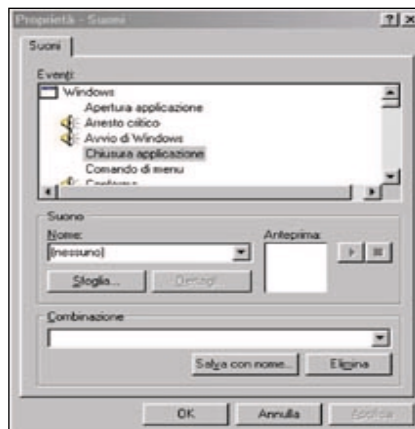 Proprietà - Suoni
Suoni
Eventi:
Windows
Apertura applicazione
Arresto critico
Avvio di Windows
Chiusura applicazione
Comando di menu
Conferma
Suono
Nome:
Anteprima:
(nessuno)
Sfoglia...
Dettagli...
Combinazione
Salva con nome...
Elimina
OK
Annulla
Applica